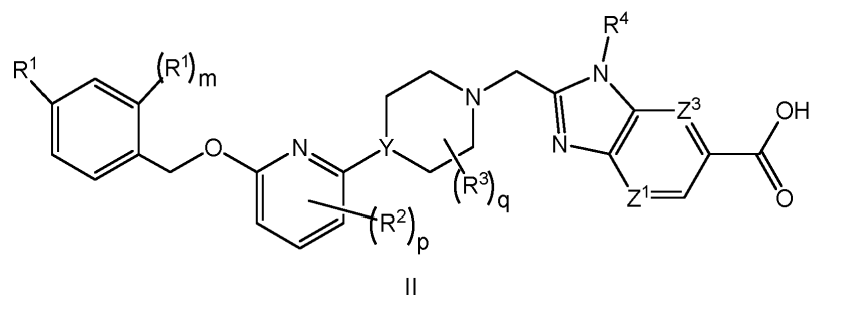 R⁴
R¹
(R¹)m
N
N
Z³
OH
O
N
Y
N
(R³)q
Z¹
O
(R²)p
II